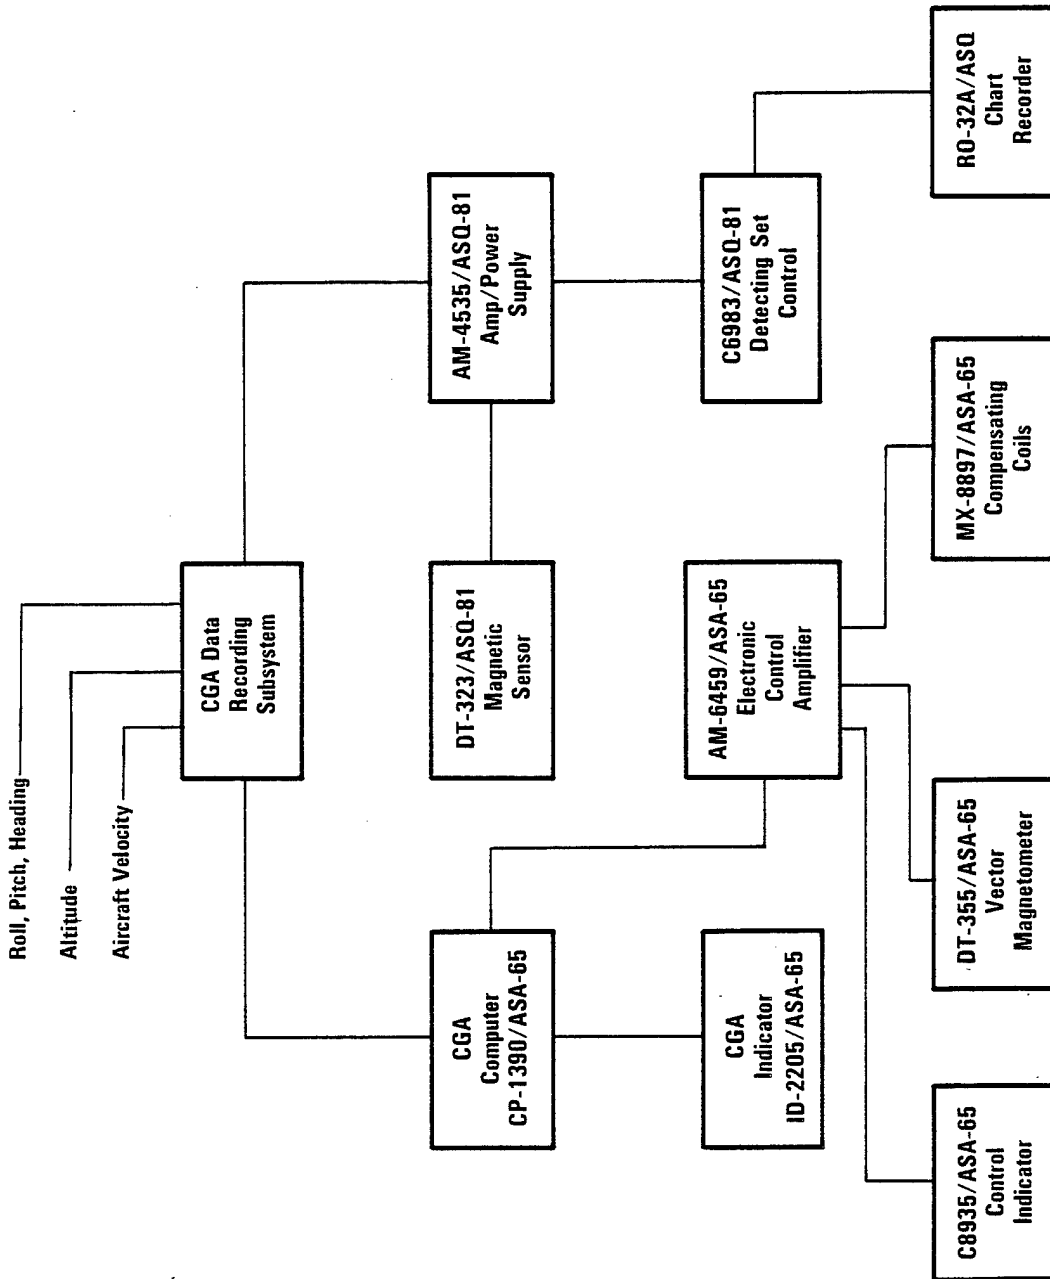 Roll, Pitch, Heading
Altitude
Aircraft Velocity
CGA Data
Recording
Subsystem
CGA
Computer
CP-1390/ASA-65
DT-323/ASQ-81
Magnetic
Sensor
AM-4535/ASQ-81
Amp/Power
Supply
CGA
Indicator
ID-2205/ASA-65
AM-6459/ASA-65
Electronic
Control
Amplifier
C6983/ASQ-81
Detecting Set
Control
C8935/ASA-65
Control
Indicator
DT-355/ASA-65
Vector
Magnetometer
MX-8897/ASA-65
Compensating
Coils
RO-32A/ASQ
Chart
Recorder